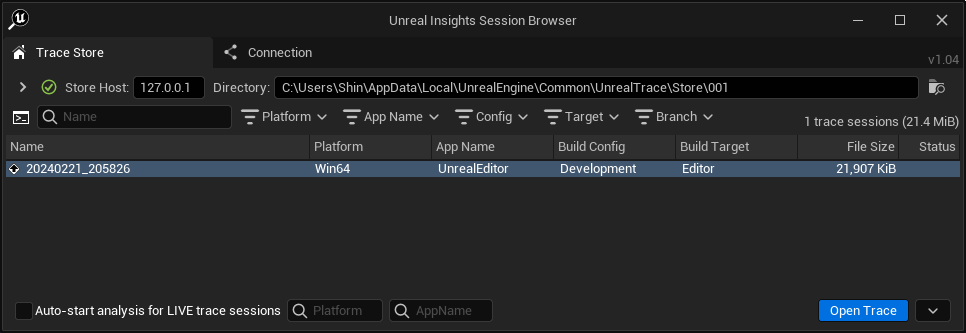 Unreal Insights Session Browser
Trace Store Connection v1.04
Store Host: 127.0.0.1 Directory: C:\Users\Shin\AppData\Local\UnrealEngine\Common\UnrealTrace\Store\001
Name Platform App Name Config Target Branch 1 trace sessions (21.4 MiB)
Name Platform App Name Build Config Build Target File Size Status
20240221_205826 Win64 UnrealEditor Development Editor 21,907 KiB
Auto-start analysis for LIVE trace sessions Platform AppName Open Trace